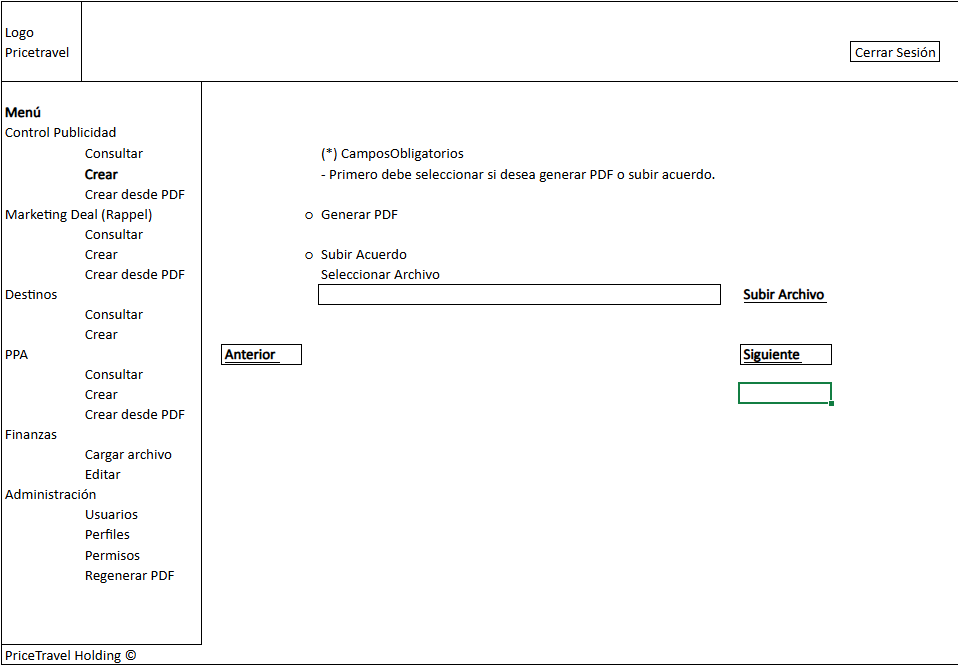 Logo
Pricetravel
Cerrar Sesión
Menú
Control Publicidad
Consultar
Crear
Crear desde PDF
Marketing Deal (Rappel)
Consultar
Crear
Crear desde PDF
Destinos
Consultar
Crear
PPA
Consultar
Crear
Crear desde PDF
Finanzas
Cargar archivo
Editar
Administración
Usuarios
Perfiles
Permisos
Regenerar PDF
(*) CamposObligatorios
- Primero debe seleccionar si desea generar PDF o subir acuerdo.
o Generar PDF
o Subir Acuerdo
Seleccionar Archivo
Subir Archivo
Anterior
Siguiente
PriceTravel Holding ©